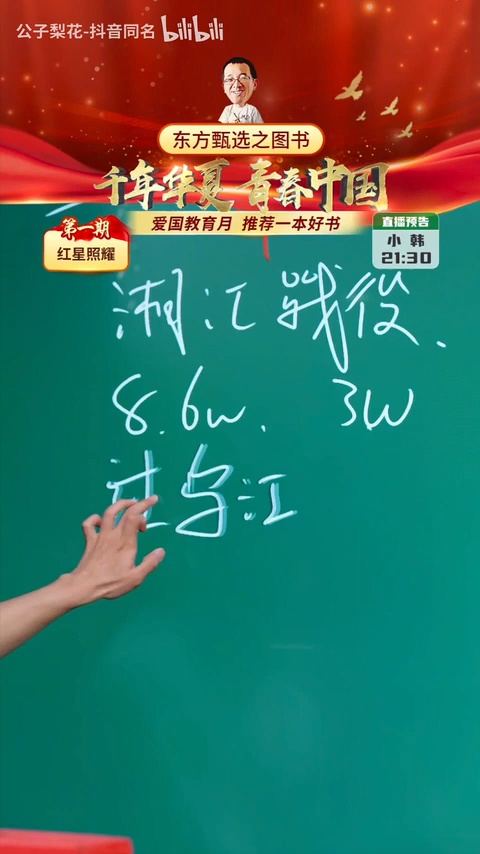 公子梨花-抖音同名 bilibili
东方甄选之图书
千年华夏 青春中国
爱国教育月 推荐一本好书
第一期
红星照耀
直播预告
小 韩
21:30
湘江战役.
8.6w. 3W
过乌江